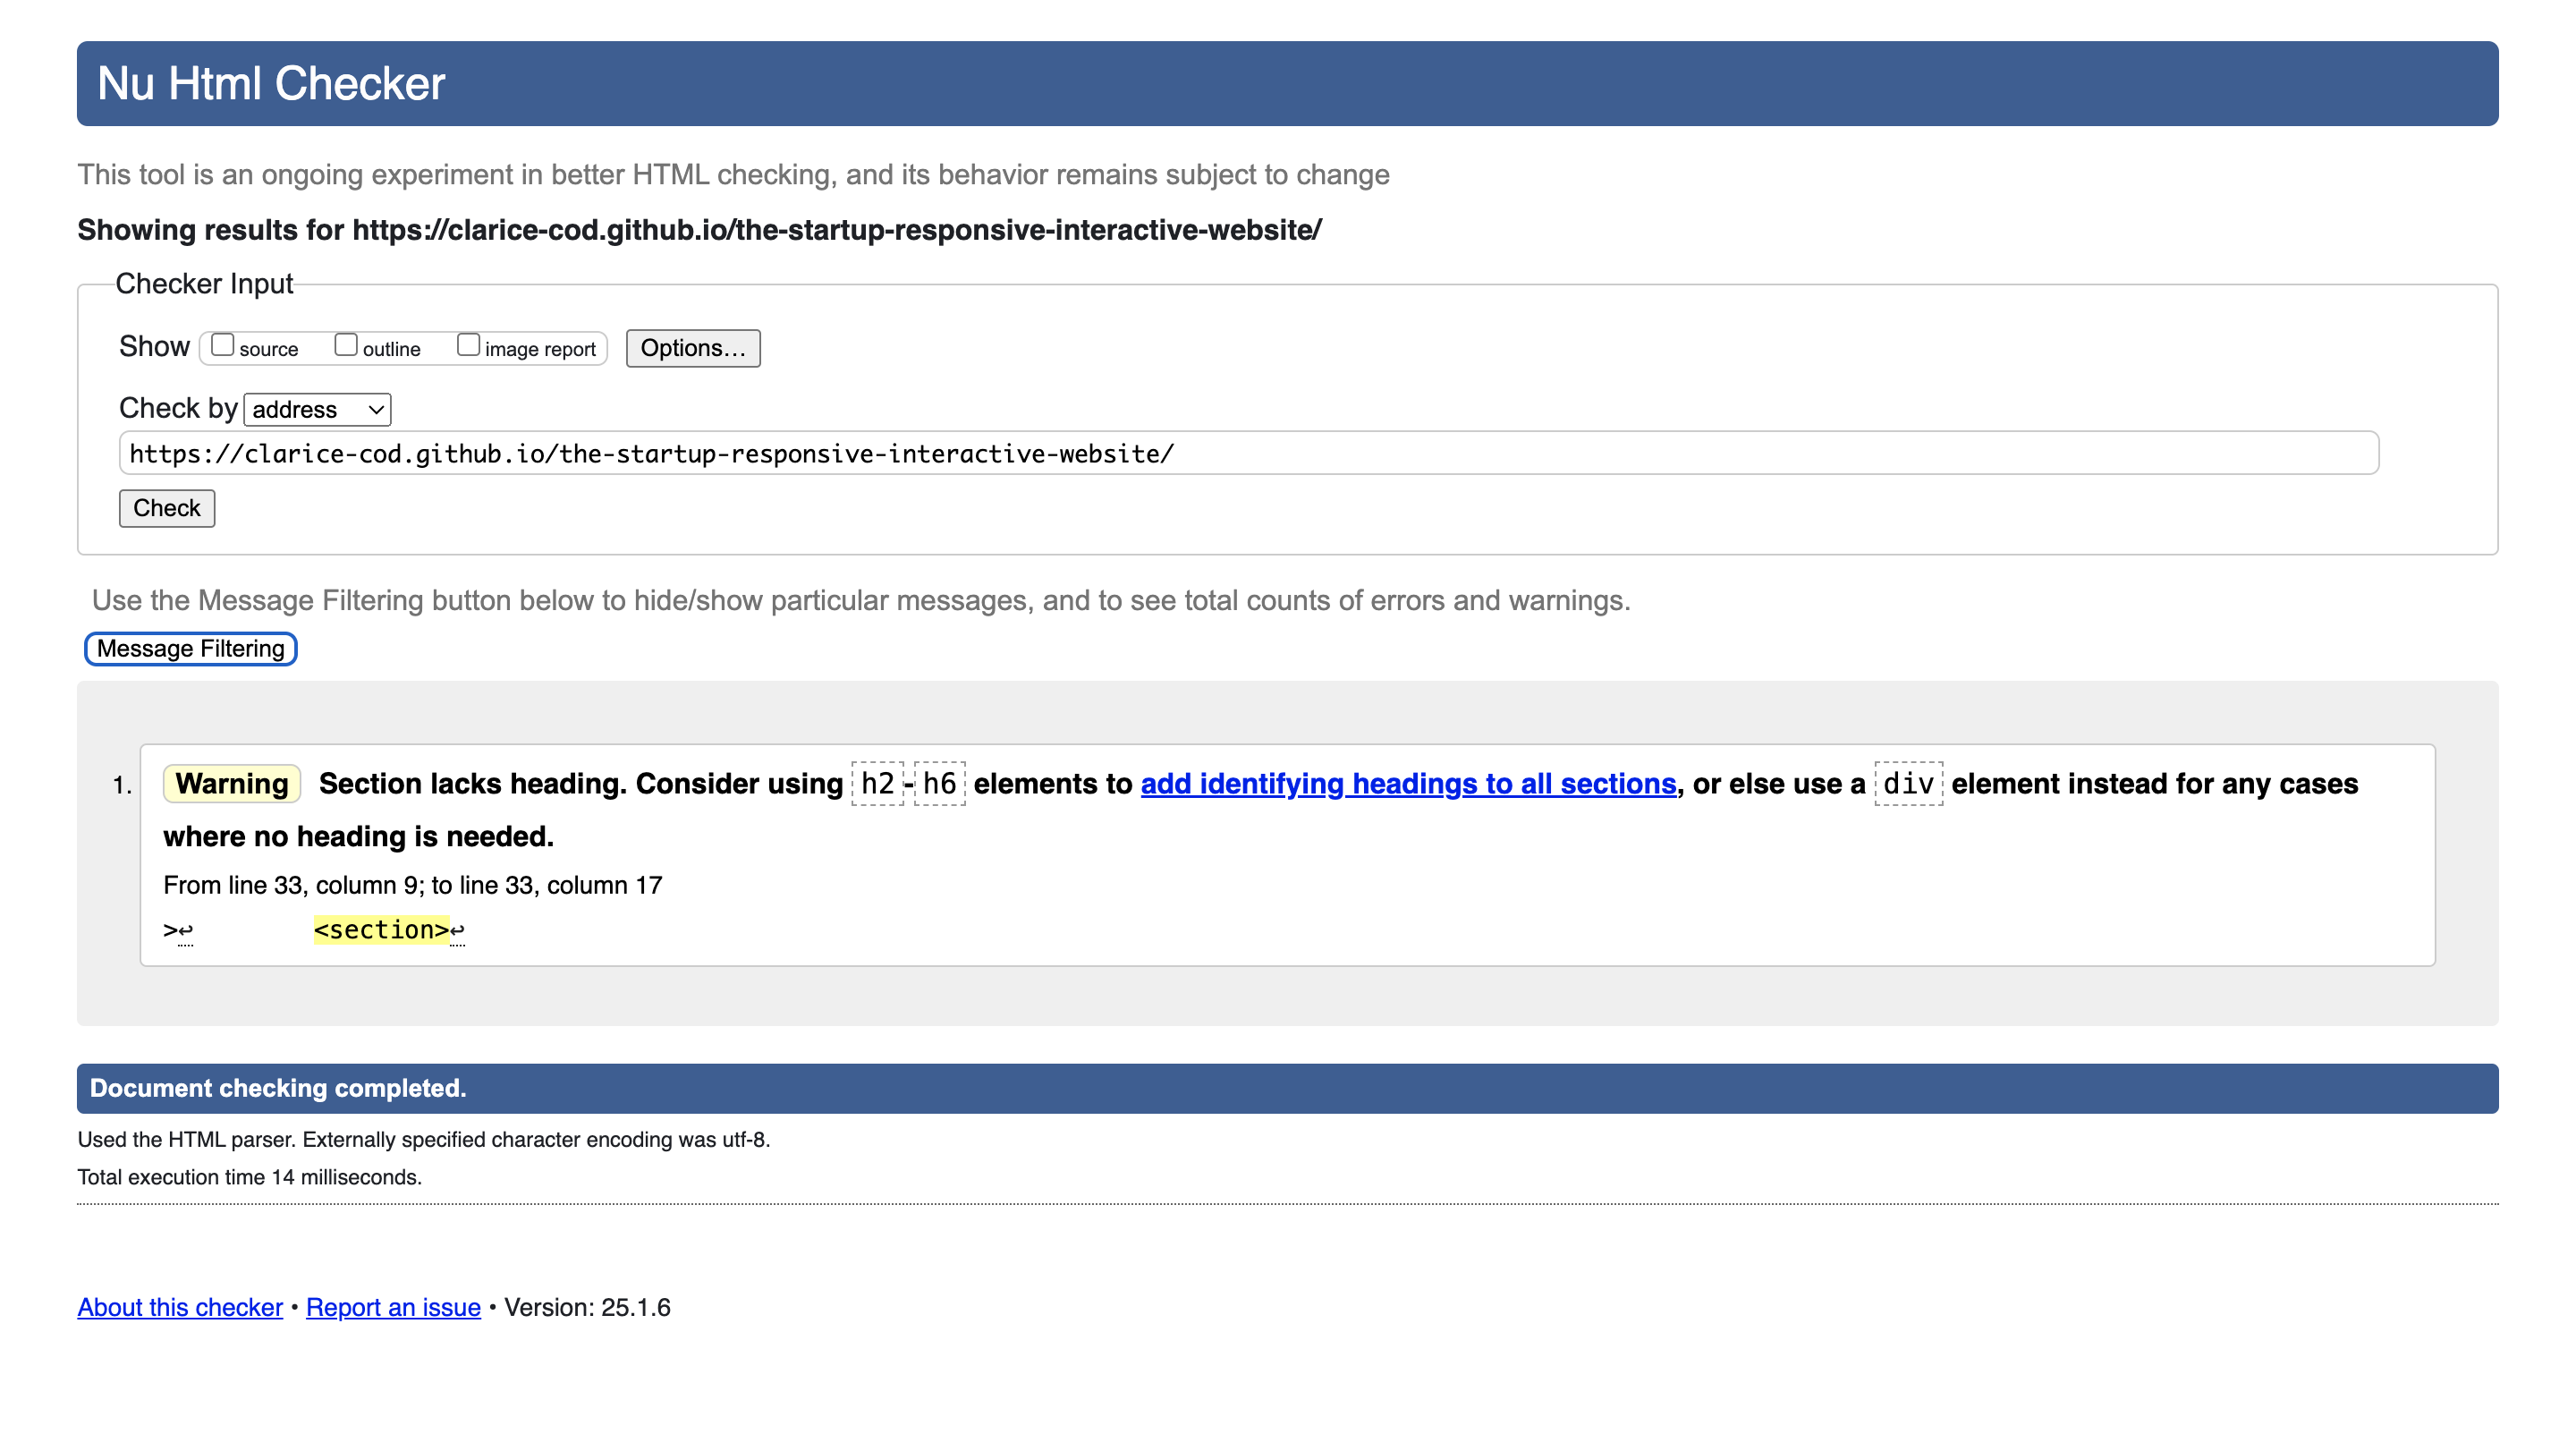 Nu Html Checker
This tool is an ongoing experiment in better HTML checking, and its behavior remains subject to change
Showing results for https://clarice-cod.github.io/the-startup-responsive-interactive-website/
Checker Input
Show source outline image report Options...
Check by address
https://clarice-cod.github.io/the-startup-responsive-interactive-website/
Check
Use the Message Filtering button below to hide/show particular messages, and to see total counts of errors and warnings.
Message Filtering
1. Warning Section lacks heading. Consider using h2-h6 elements to add identifying headings to all sections, or else use a div element instead for any cases
where no heading is needed.
From line 33, column 9; to line 33, column 17
>↩ <section>↩
Document checking completed.
Used the HTML parser. Externally specified character encoding was utf-8.
Total execution time 14 milliseconds.
About this checker • Report an issue • Version: 25.1.6